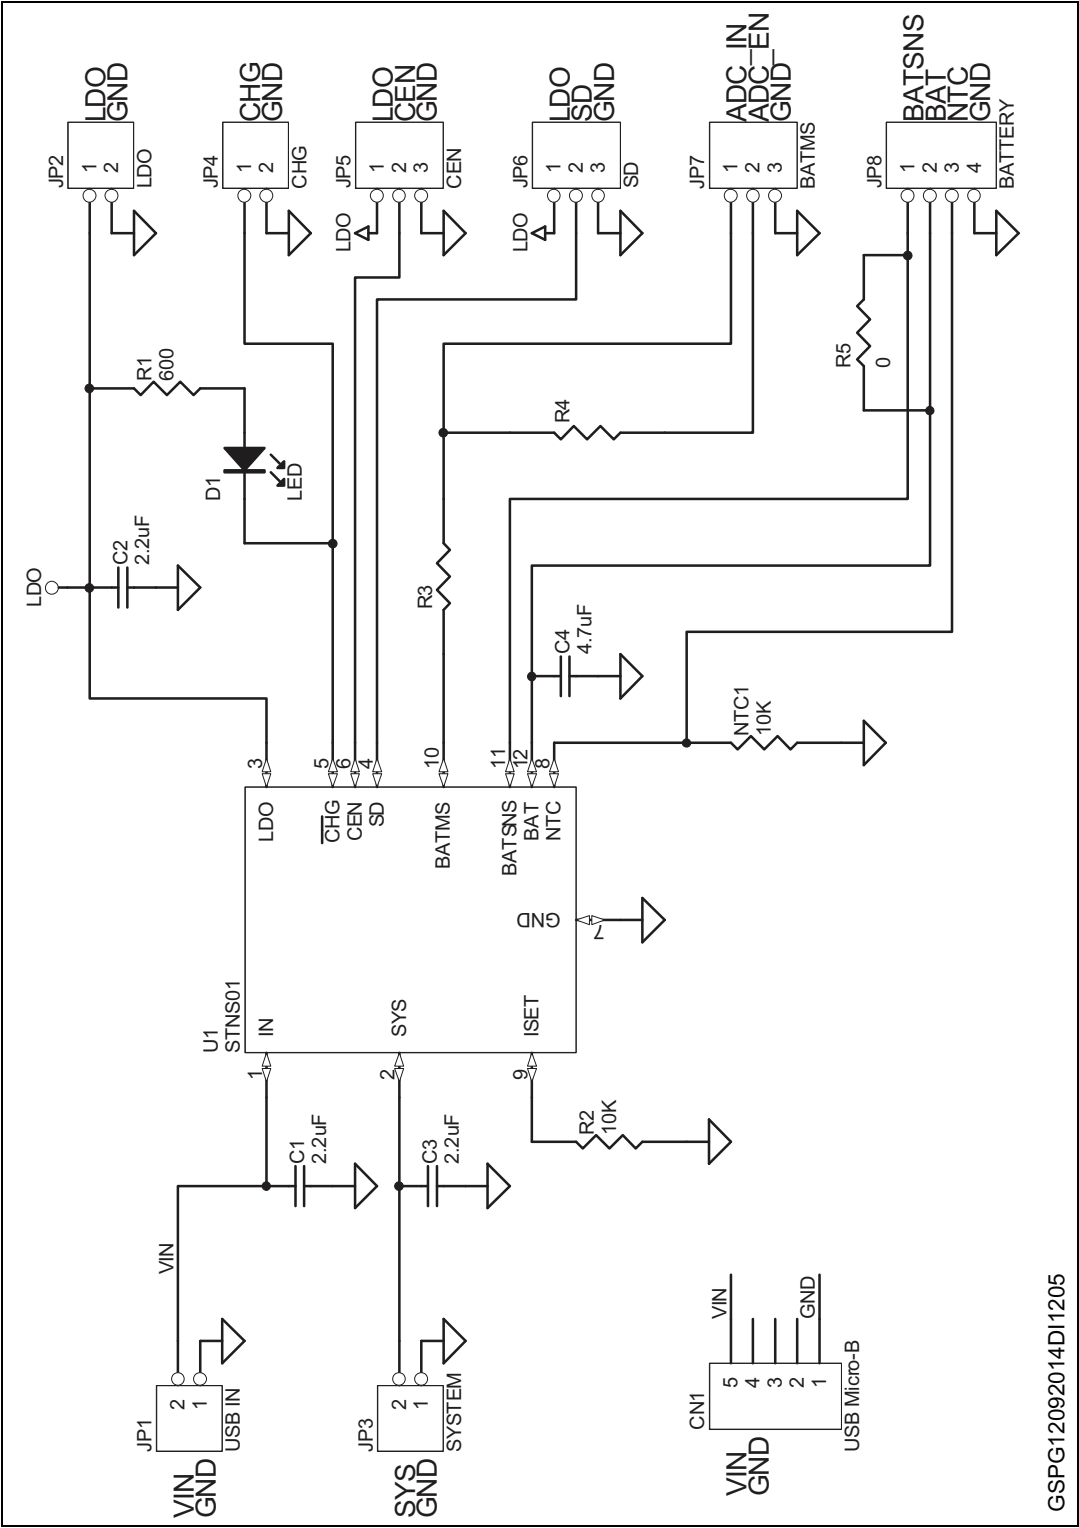 LDO
GND
JP2
1
2
LDO
CHG
GND
JP4
1
2
CHG
LDO
CEN
GND
JP5
1
2
3
CEN
LDO
LDO
SD
GND
JP6
1
2
3
SD
LDO
ADC_IN
ADC_EN
GND
JP7
1
2
3
BATMS
BATSNS
BAT
NTC
GND
JP8
1
2
3
4
BATTERY
R1
600
D1
LED
LDO
C2
2.2uF
R3
R4
R5
0
C4
4.7uF
NTC1
10K
3
5
6
4
10
11
12
8
LDO
CHG
CEN
SD
BATMS
BATSNS
BAT
NTC
GND
7
U1
STNS01
IN
SYS
ISET
1
2
9
C1
2.2uF
C3
2.2uF
R2
10K
VIN
JP1
2
1
USB IN
VIN
GND
JP3
2
1
SYSTEM
SYS
GND
CN1
5
4
3
2
1
USB Micro-B
VIN
GND
VIN
GND
GSPG12092014DI1205